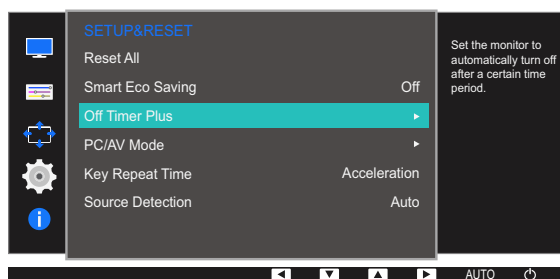 SETUP&RESET
Reset All
Smart Eco Saving Off
Off Timer Plus
PC/AV Mode
Key Repeat Time Acceleration
Source Detection Auto
Set the monitor to
automatically turn off
after a certain time
period.
AUTO